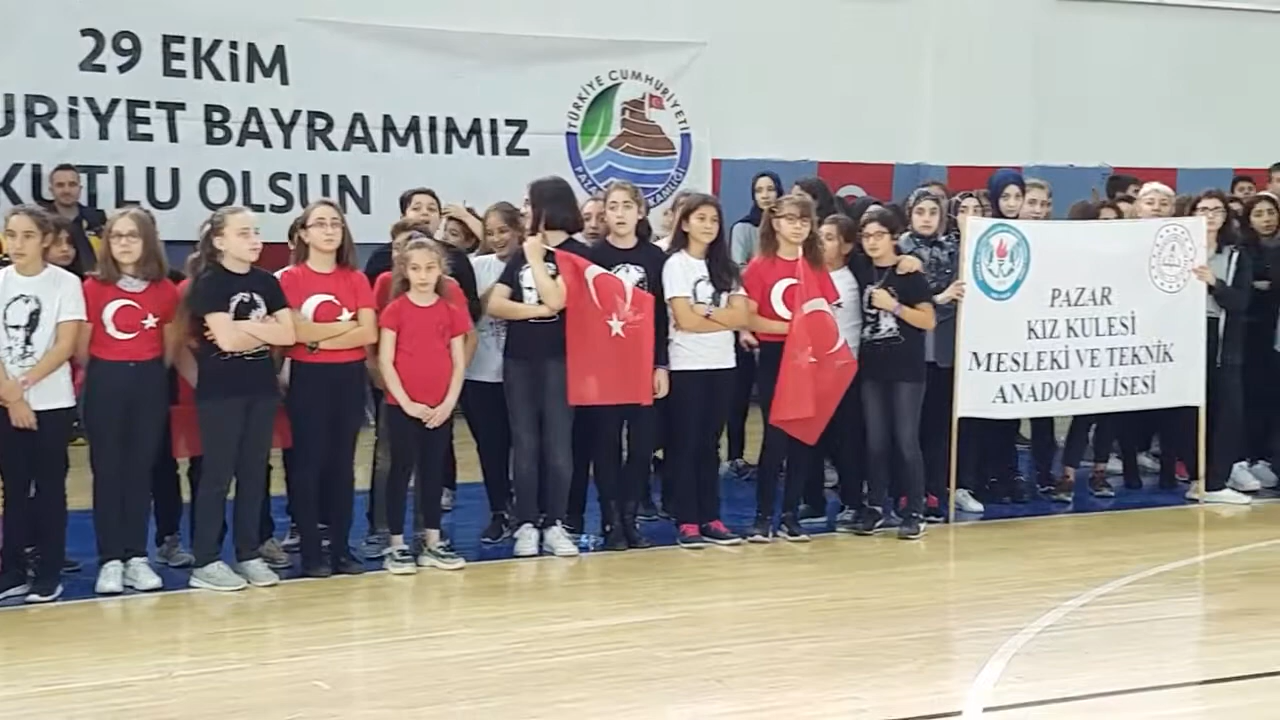 29 EKİM
URİYET BAYRAMIMIZ
KUTLU OLSUN
TÜRKİYE CUMHURİYETİ
PAZAR
KIZ KULESİ
MESLEKİ VE TEKNİK
ANADOLU LİSESİ